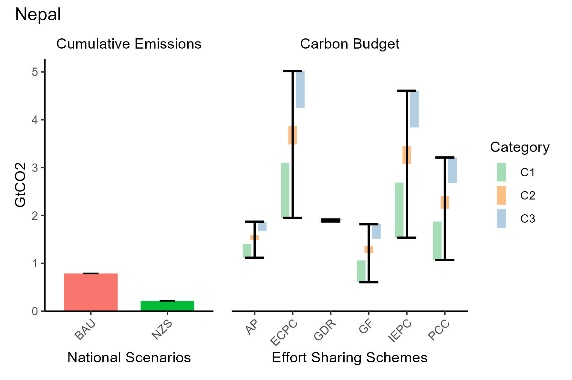 Nepal
Cumulative Emissions
Carbon Budget
GtCO2
5
4
3
2
1
0
BAU
NZS
AP
ECPC
GDR
GF
IEPC
PCC
National Scenarios
Effort Sharing Schemes
Category
C1
C2
C3